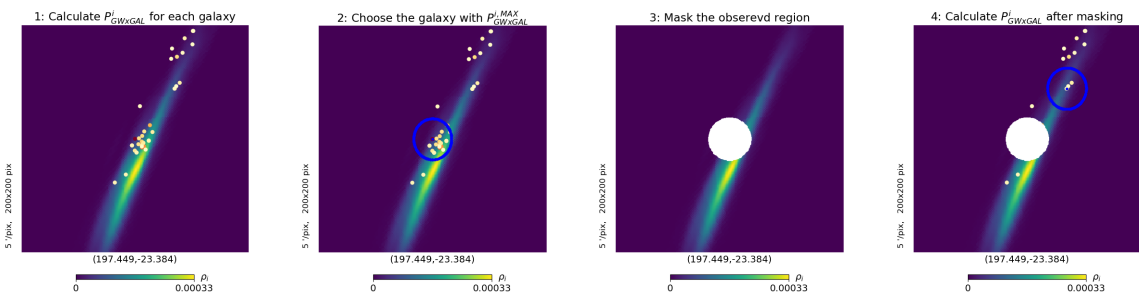 1: Calculate P^i_GWxGAL for each galaxy
5 '/pix, 200x200 pix
(197.449,-23.384)
ρ_i
0 0.00033
2: Choose the galaxy with P^i,MAX_GWxGAL
5 '/pix, 200x200 pix
(197.449,-23.384)
ρ_i
0 0.00033
3: Mask the obserevd region
5 '/pix, 200x200 pix
(197.449,-23.384)
ρ_i
0 0.00033
4: Calculate P^i_GWxGAL after masking
5 '/pix, 200x200 pix
(197.449,-23.384)
ρ_i
0 0.00033